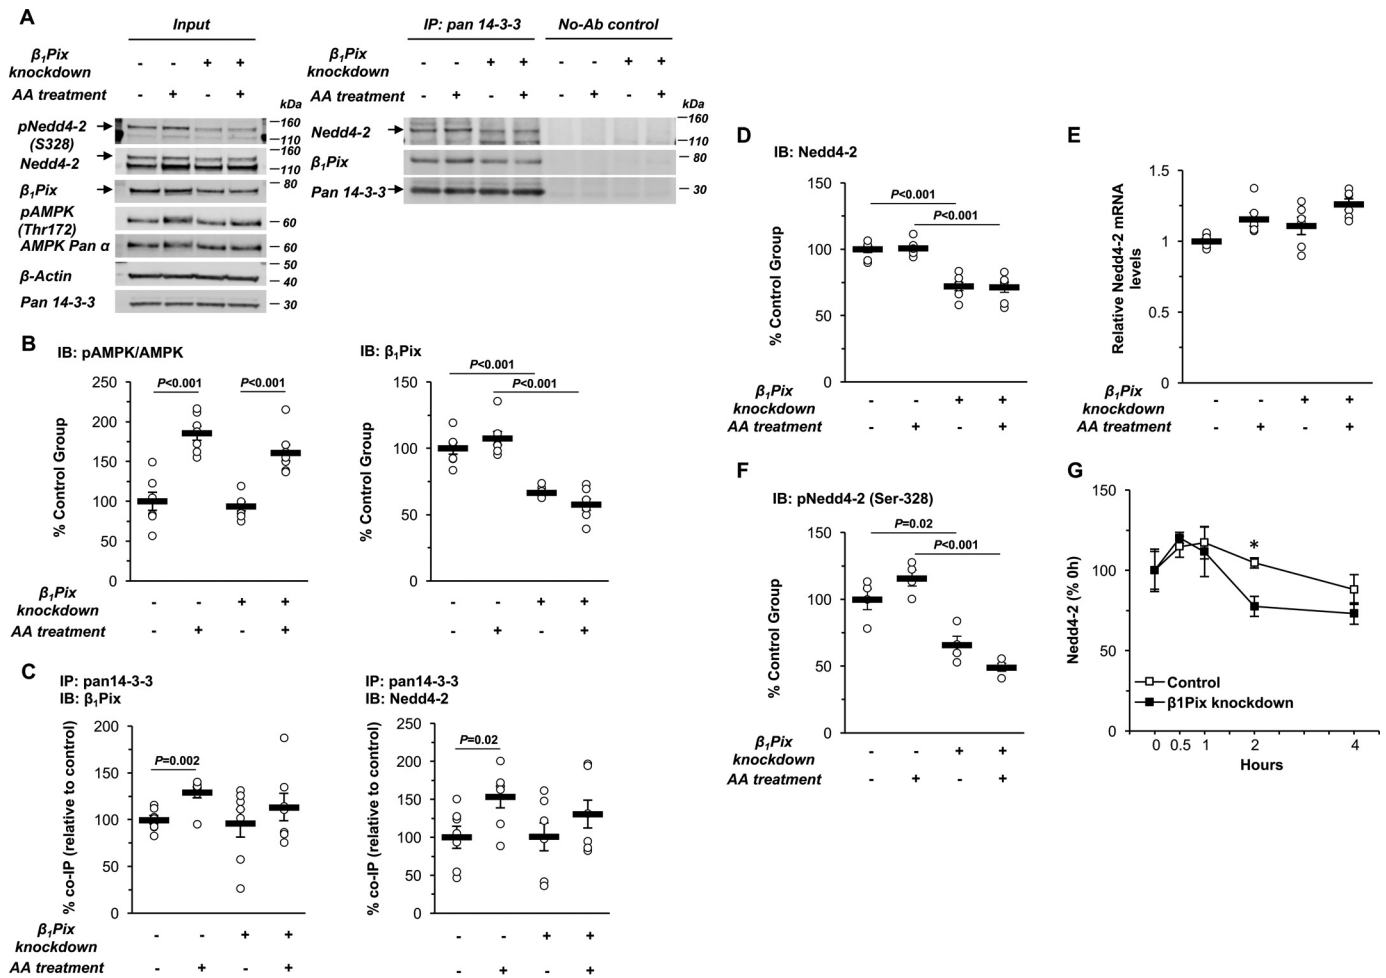 A
Input
IP: pan 14-3-3
No-Ab control
β1Pix
knockdown
- - + +
AA treatment
- + - +
kDa
pNedd4-2
(S328)
160
110
Nedd4-2
160
110
β1Pix
80
pAMPK
(Thr172)
60
AMPK Pan α
60
β-Actin
50
40
Pan 14-3-3
30
β1Pix
knockdown
- - + + - - + +
AA treatment
- + - + - + - +
kDa
Nedd4-2
160
110
β1Pix
80
Pan 14-3-3
30
B
IB: pAMPK/AMPK
P<0.001
P<0.001
% Control Group
250
200
150
100
50
0
β1Pix
knockdown
- - + +
AA treatment
- + - +
IB: β1Pix
P<0.001
P<0.001
% Control Group
150
100
50
0
- - + +
- + - +
C
IP: pan14-3-3
IB: β1Pix
P=0.002
% co-IP (relative to control)
200
150
100
50
0
β1Pix
knockdown
- - + +
AA treatment
- + - +
IP: pan14-3-3
IB: Nedd4-2
P=0.02
% co-IP (relative to control)
250
200
150
100
50
0
- - + +
- + - +
D
IB: Nedd4-2
P<0.001
P<0.001
% Control Group
150
100
50
0
β1Pix
knockdown
- - + +
AA treatment
- + - +
E
Relative Nedd4-2 mRNA
levels
1.5
1
0.5
0
- - + +
- + - +
F
IB: pNedd4-2 (Ser-328)
P=0.02
P<0.001
% Control Group
150
100
50
0
β1Pix
knockdown
- - + +
AA treatment
- + - +
G
Nedd4-2 (% 0h)
150
100
50
0
*
Control
β1Pix knockdown
0 0.5 1 2 4
Hours